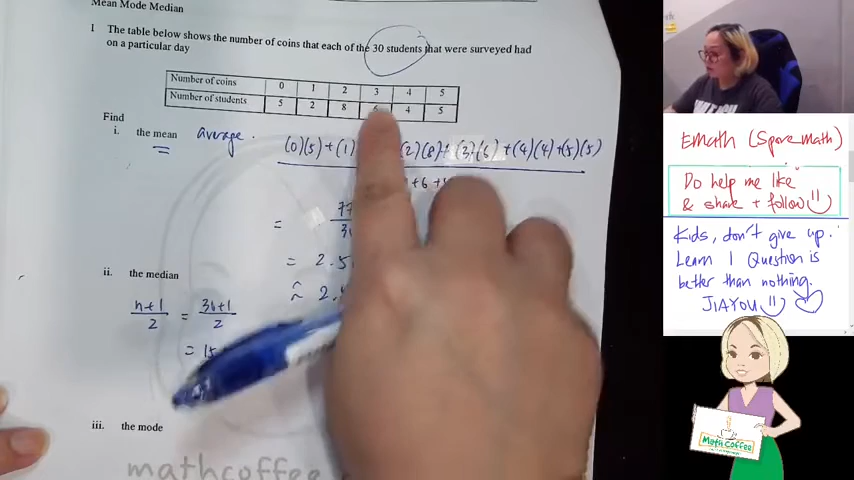 Mean Mode Median
1 The table below shows the number of coins that each of the 30 students that were surveyed had
on a particular day
Number of coins 0 1 2 3 4 5
Number of students 5 2 8 6 4 5
Find
i. the mean average.
(0)(5) + (1) (2)(8) + (3)(6) + (4)(4) + (5)(5)
+ 6 +
= 77
= 2.5
≈ 2.
ii. the median
n+1/2 = 30+1/2
= 15
iii. the mode
mathcoffee
Emath (Spore math)
Do help me like
& share + follow
Kids, don't give up.
Learn 1 Question is
better than nothing.
JIAYOU
Math Coffee